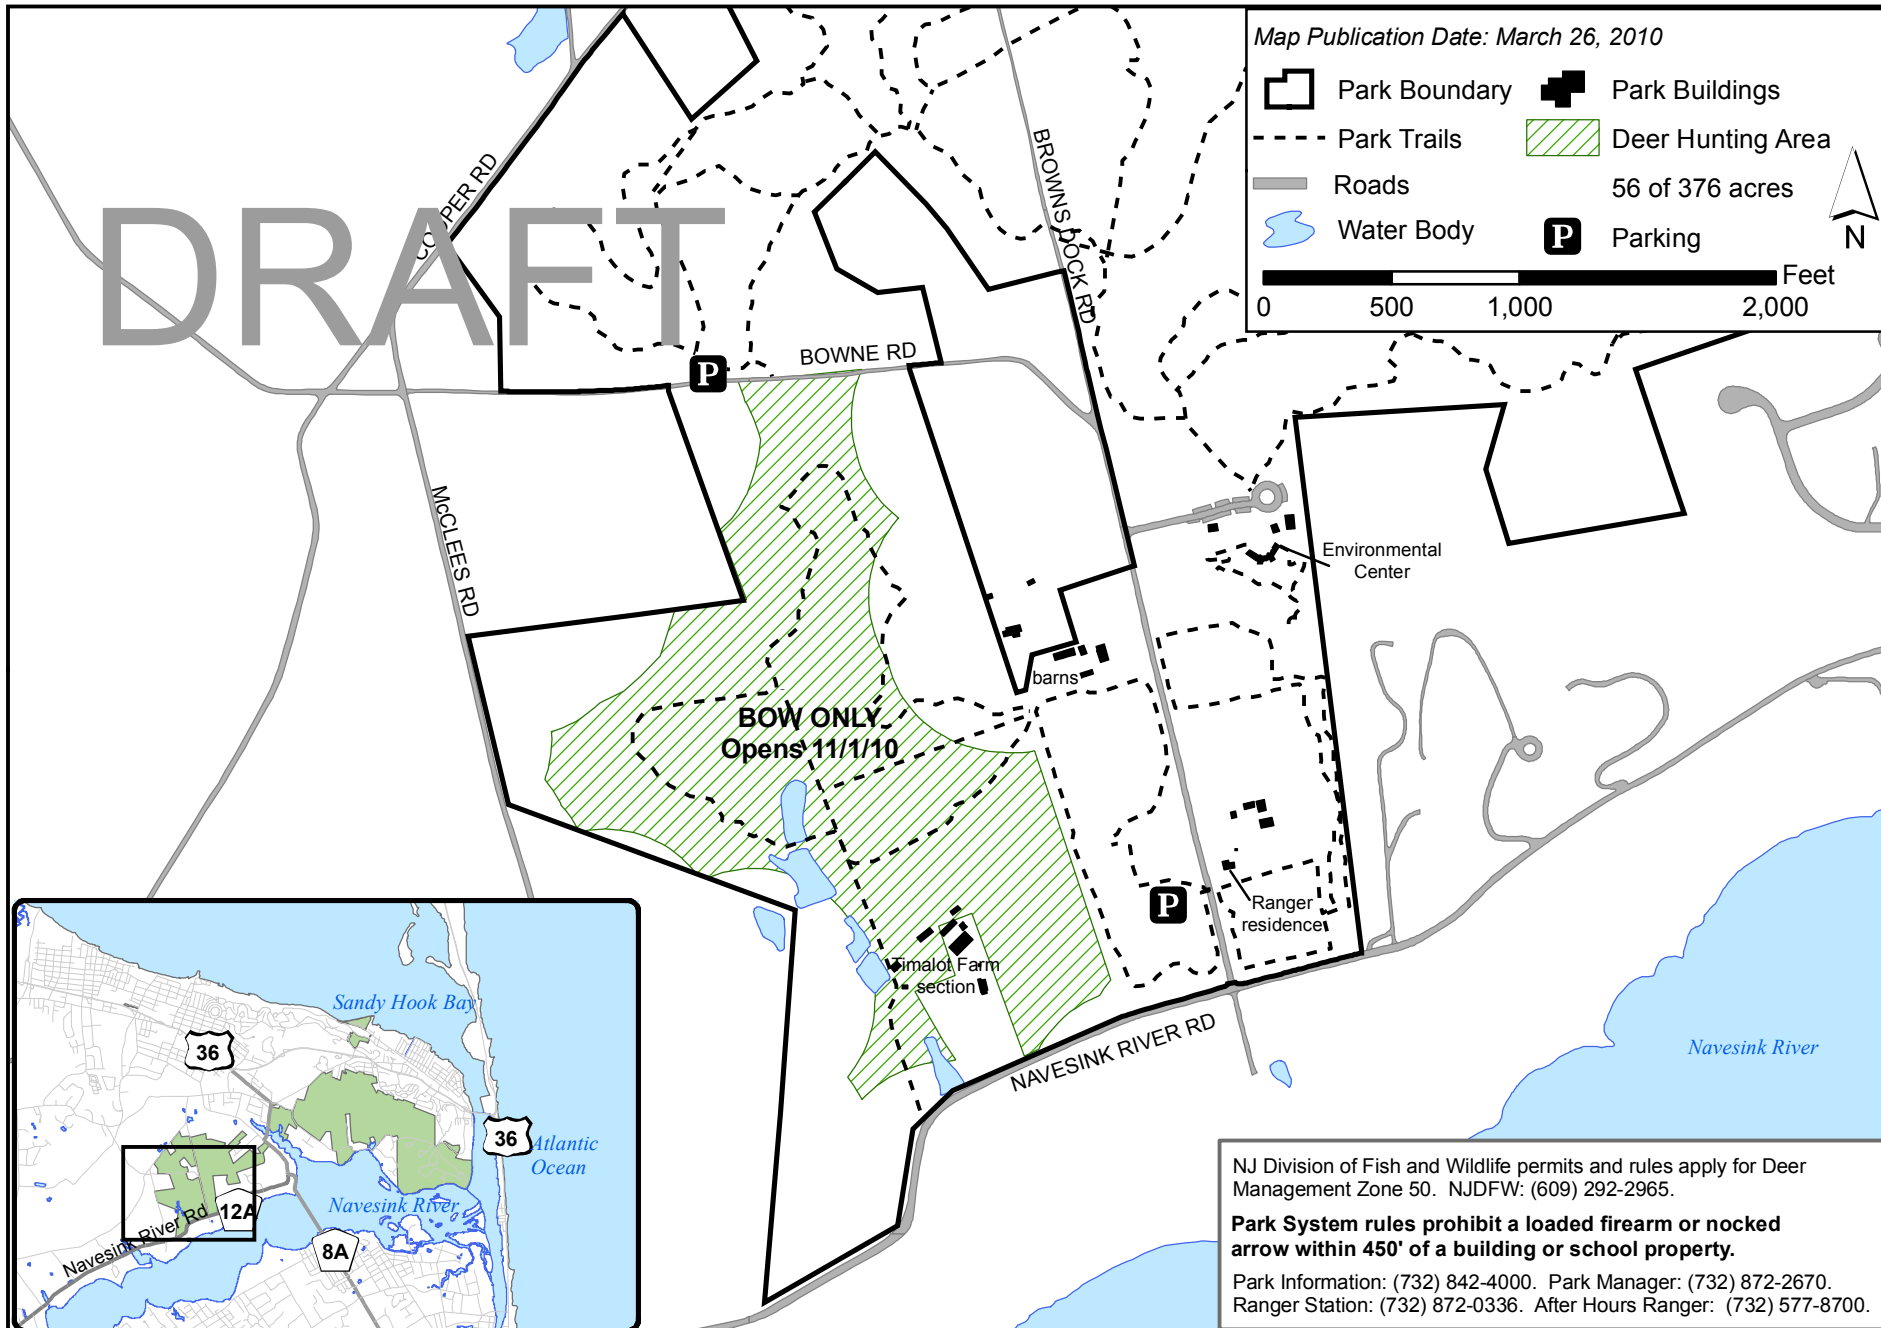 Map Publication Date: March 26, 2010
Park Boundary
Park Buildings
Park Trails
Deer Hunting Area
Roads
56 of 376 acres
Water Body
P
Parking
N
Feet
0 500 1,000 2,000
DRAFT
COOPER RD
BROWNS DOCK RD
BOWNE RD
P
McCLEES RD
Environmental
Center
barns
BOW ONLY
Opens 11/1/10
P
Ranger
residence
Timalot Farm
section
NAVESINK RIVER RD
Navesink River
Sandy Hook Bay
36
36
Atlantic
Ocean
Navesink River
12A
Navesink River Rd
8A
NJ Division of Fish and Wildlife permits and rules apply for Deer
Management Zone 50. NJDFW: (609) 292-2965.
Park System rules prohibit a loaded firearm or nocked
arrow within 450' of a building or school property.
Park Information: (732) 842-4000. Park Manager: (732) 872-2670.
Ranger Station: (732) 872-0336. After Hours Ranger: (732) 577-8700.